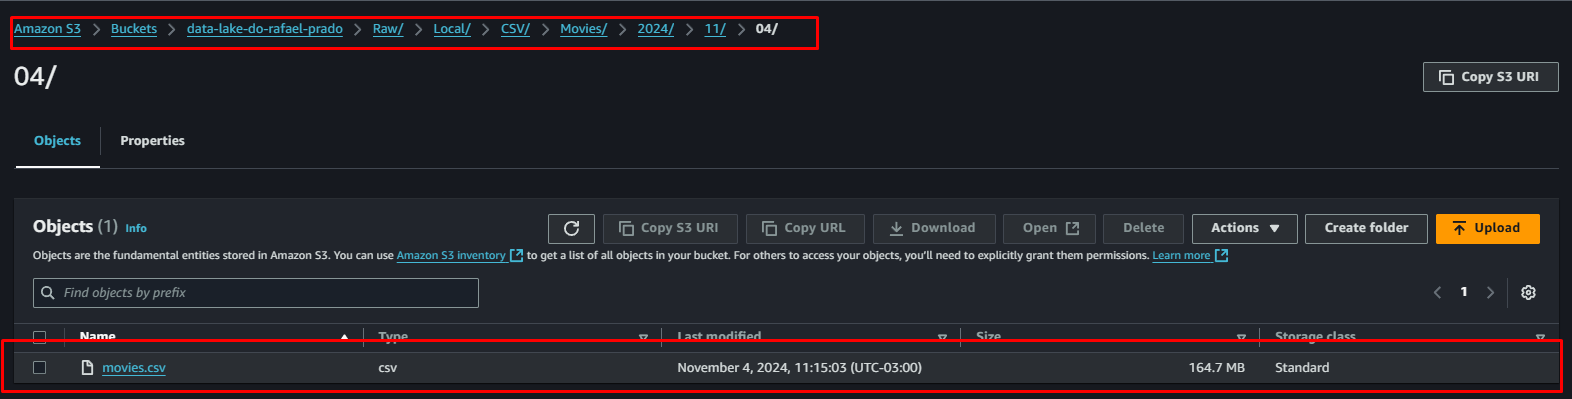 Amazon S3 > Buckets > data-lake-do-rafael-prado > Raw/ > Local/ > CSV/ > Movies/ > 2024/ > 11/ > 04/
04/
Copy S3 URI
Objects Properties
Objects (1) Info
Copy S3 URI Copy URL Download Open Delete Actions Create folder Upload
Objects are the fundamental entities stored in Amazon S3. You can use Amazon S3 inventory to get a list of all objects in your bucket. For others to access your objects, you'll need to explicitly grant them permissions. Learn more
Find objects by prefix
1
Name Type Last modified Size Storage class
movies.csv csv November 4, 2024, 11:15:03 (UTC-03:00) 164.7 MB Standard